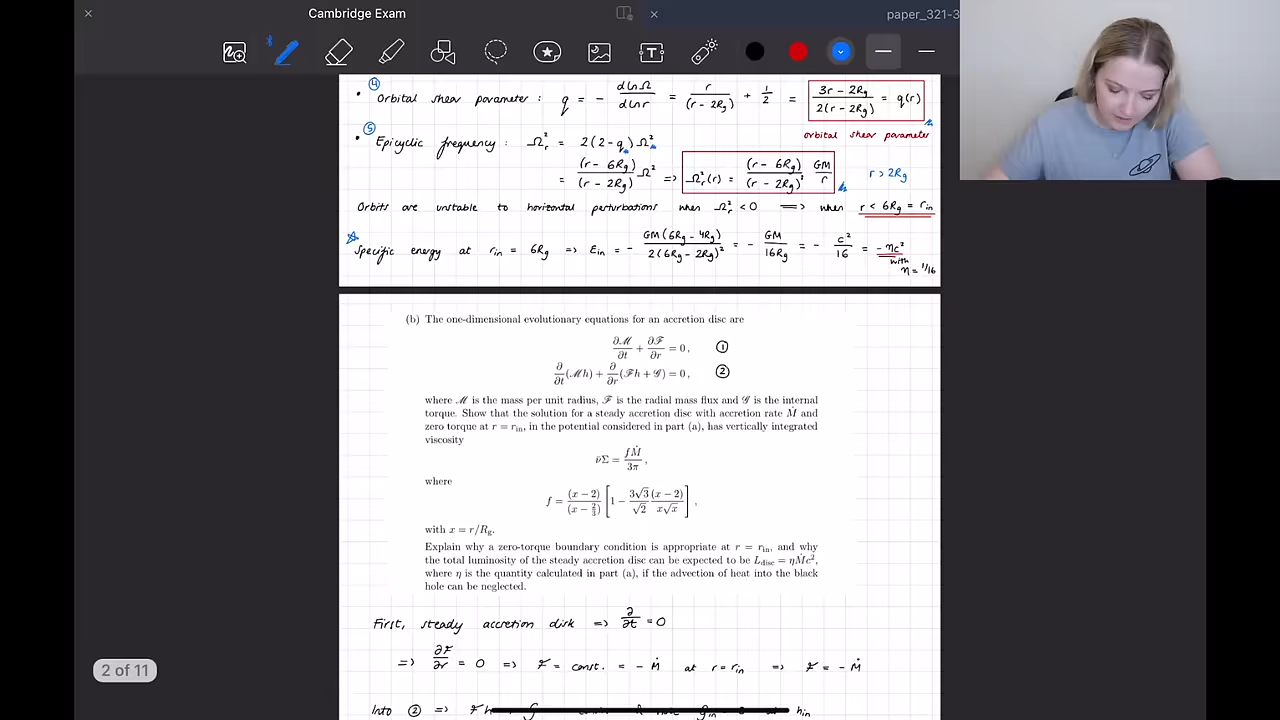 Cambridge Exam
paper_321-3
④
• Orbital shear parameter : q = - d ln Ω / d ln r = r / (r - 2Rg) + 1/2 = (3r - 2Rg) / 2(r - 2Rg) = q(r)
orbital shear parameter
⑤
• Epicyclic frequency : Ωr² = 2(2-q)Ω²
= (r - 6Rg) / (r - 2Rg) Ω² => Ωr²(r) = (r - 6Rg) / (r - 2Rg)³ GM / r
r > 2Rg
Orbits are unstable to horizontal perturbations when Ωr² < 0 => when r < 6Rg = rin
Specific energy at rin = 6Rg => εin = - GM(6Rg - 4Rg) / 2(6Rg - 2Rg)² = - GM / 16Rg = - c² / 16 = -ηc²
with
η = 1/16
(b) The one-dimensional evolutionary equations for an accretion disc are
∂ℳ/∂t + ∂ℱ/∂r = 0 , ①
∂/∂t (ℳh) + ∂/∂r (ℱh + 𝒢) = 0 , ②
where ℳ is the mass per unit radius, ℱ is the radial mass flux and 𝒢 is the internal
torque. Show that the solution for a steady accretion disc with accretion rate Ṁ and
zero torque at r = rin, in the potential considered in part (a), has vertically integrated
viscosity
ν̄Σ = fṀ / 3π ,
where
f = (x - 2) / (x - 2/3) [ 1 - 3√3/√2 (x - 2) / x√x ] ,
with x = r/Rg.
Explain why a zero-torque boundary condition is appropriate at r = rin, and why
the total luminosity of the steady accretion disc can be expected to be Ldisc = ηṀc²,
where η is the quantity calculated in part (a), if the advection of heat into the black
hole can be neglected.
First, steady accretion disk => ∂/∂t = 0
=> ∂ℱ/∂r = 0 => ℱ = const. = - Ṁ at r = rin => ℱ = - Ṁ
2 of 11
Into ② =>